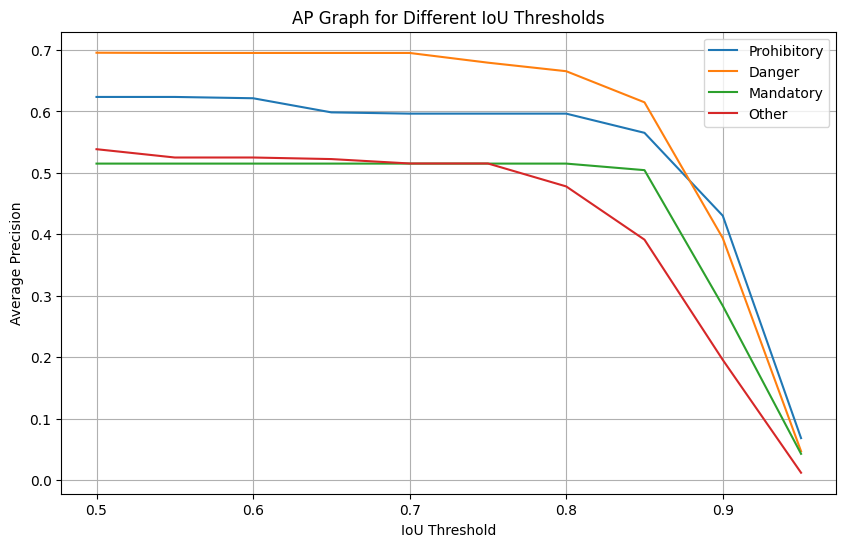 AP Graph for Different IoU Thresholds
Prohibitory
Danger
Mandatory
Other
Average Precision
0.7
0.6
0.5
0.4
0.3
0.2
0.1
0.0
0.5 0.6 0.7 0.8 0.9
IoU Threshold